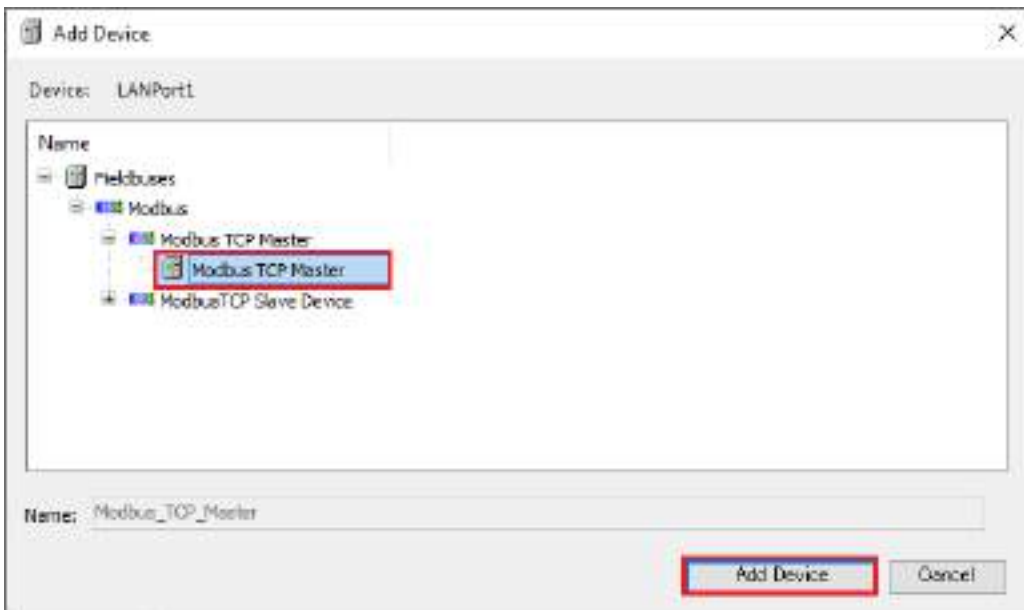 Add Device
Device: LANPort1
Name
Fieldbuses
Modbus
Modbus TCP Master
Modbus TCP Master
ModbusTCP Slave Device
Name: Modbus_TCP_Master
Add Device Cancel